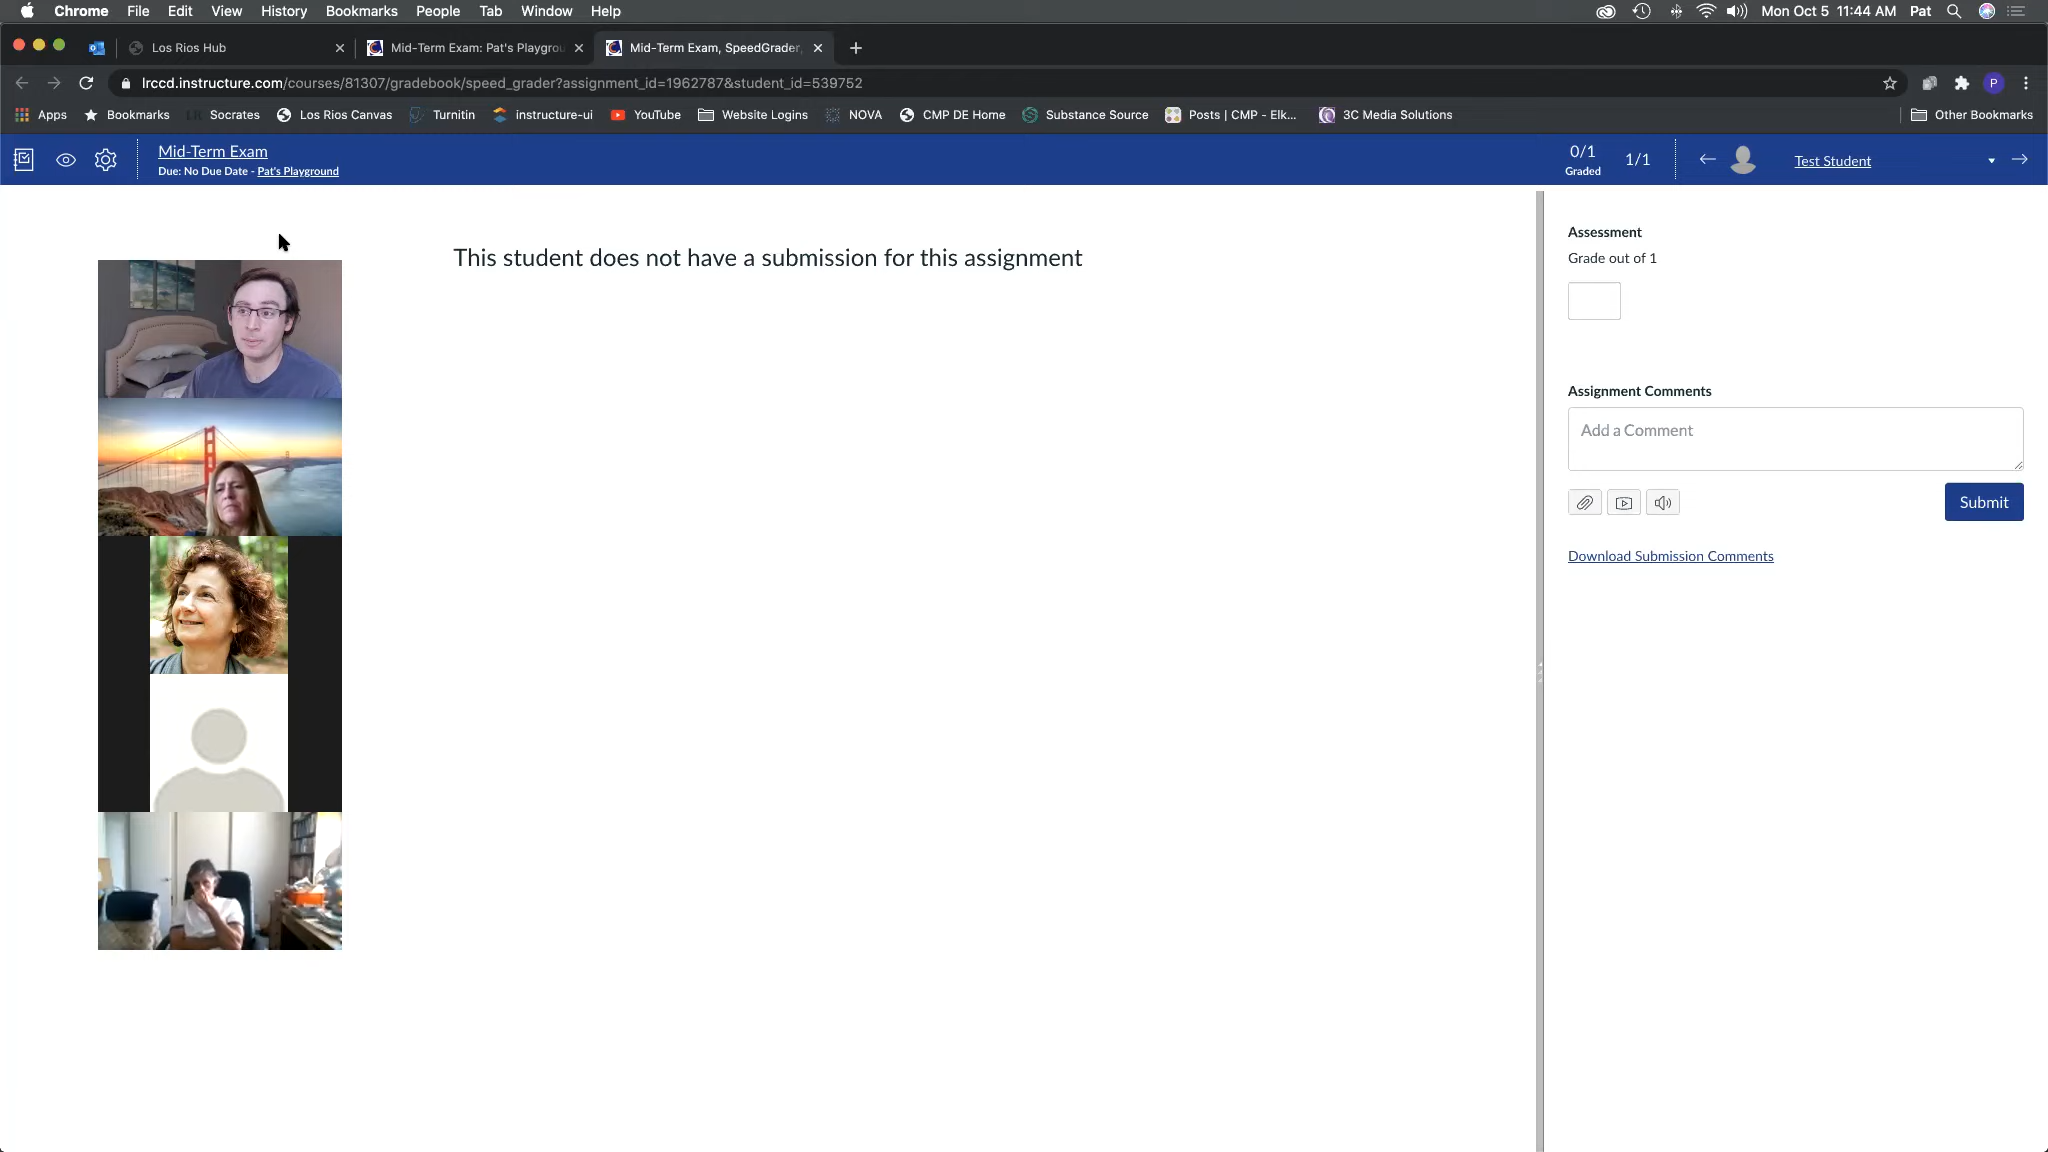 Chrome File Edit View History Bookmarks People Tab Window Help Mon Oct 5 11:44 AM Pat
Los Rios Hub Mid-Term Exam: Pat's Playgrou Mid-Term Exam, SpeedGrader,
lrccd.instructure.com/courses/81307/gradebook/speed_grader?assignment_id=1962787&student_id=539752
Apps Bookmarks LR Socrates Los Rios Canvas Turnitin instructure-ui YouTube Website Logins NOVA CMP DE Home Substance Source Posts | CMP - Elk... 3C Media Solutions Other Bookmarks
Mid-Term Exam
Due: No Due Date - Pat's Playground
0/1
Graded
1/1
Test Student
This student does not have a submission for this assignment
Assessment
Grade out of 1
Assignment Comments
Add a Comment
Submit
Download Submission Comments